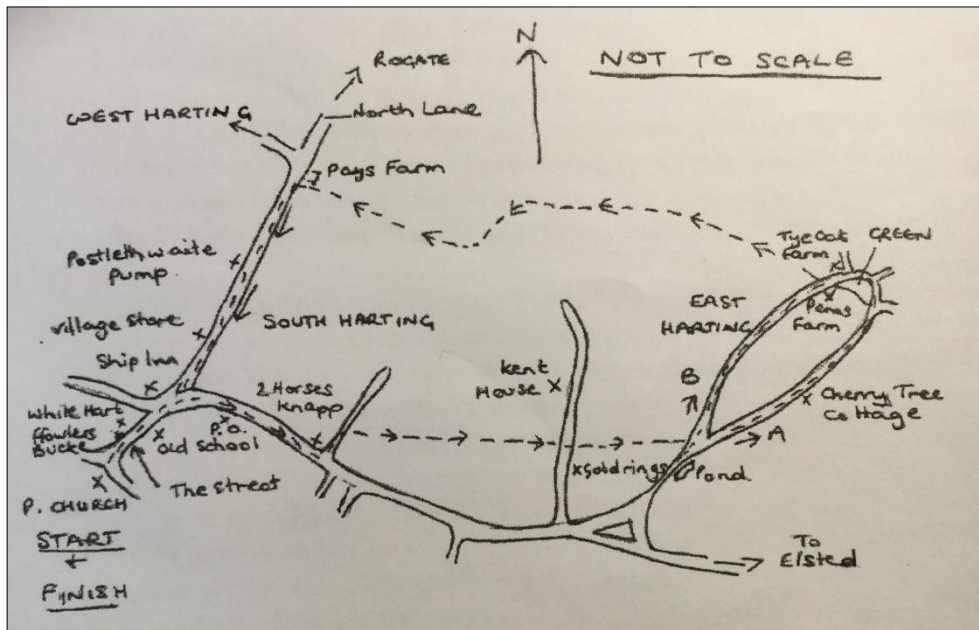 N
NOT TO SCALE
ROGATE
WEST HARTING
North Lane
Pays Farm
Postlethwaite
Pump
Tye Oak
Farm
GREEN
Penns
Farm
EAST
HARTING
Village Store
SOUTH HARTING
Ship Inn
Kent
House
B
2 Horses
Knapp
Cherry Tree
Cottage
White Hart
ffowlers
Bucke
P.O.
Old School
A
Goldrings
Pond
The Street
P. CHURCH
START
+
FINISH
To
Elsted